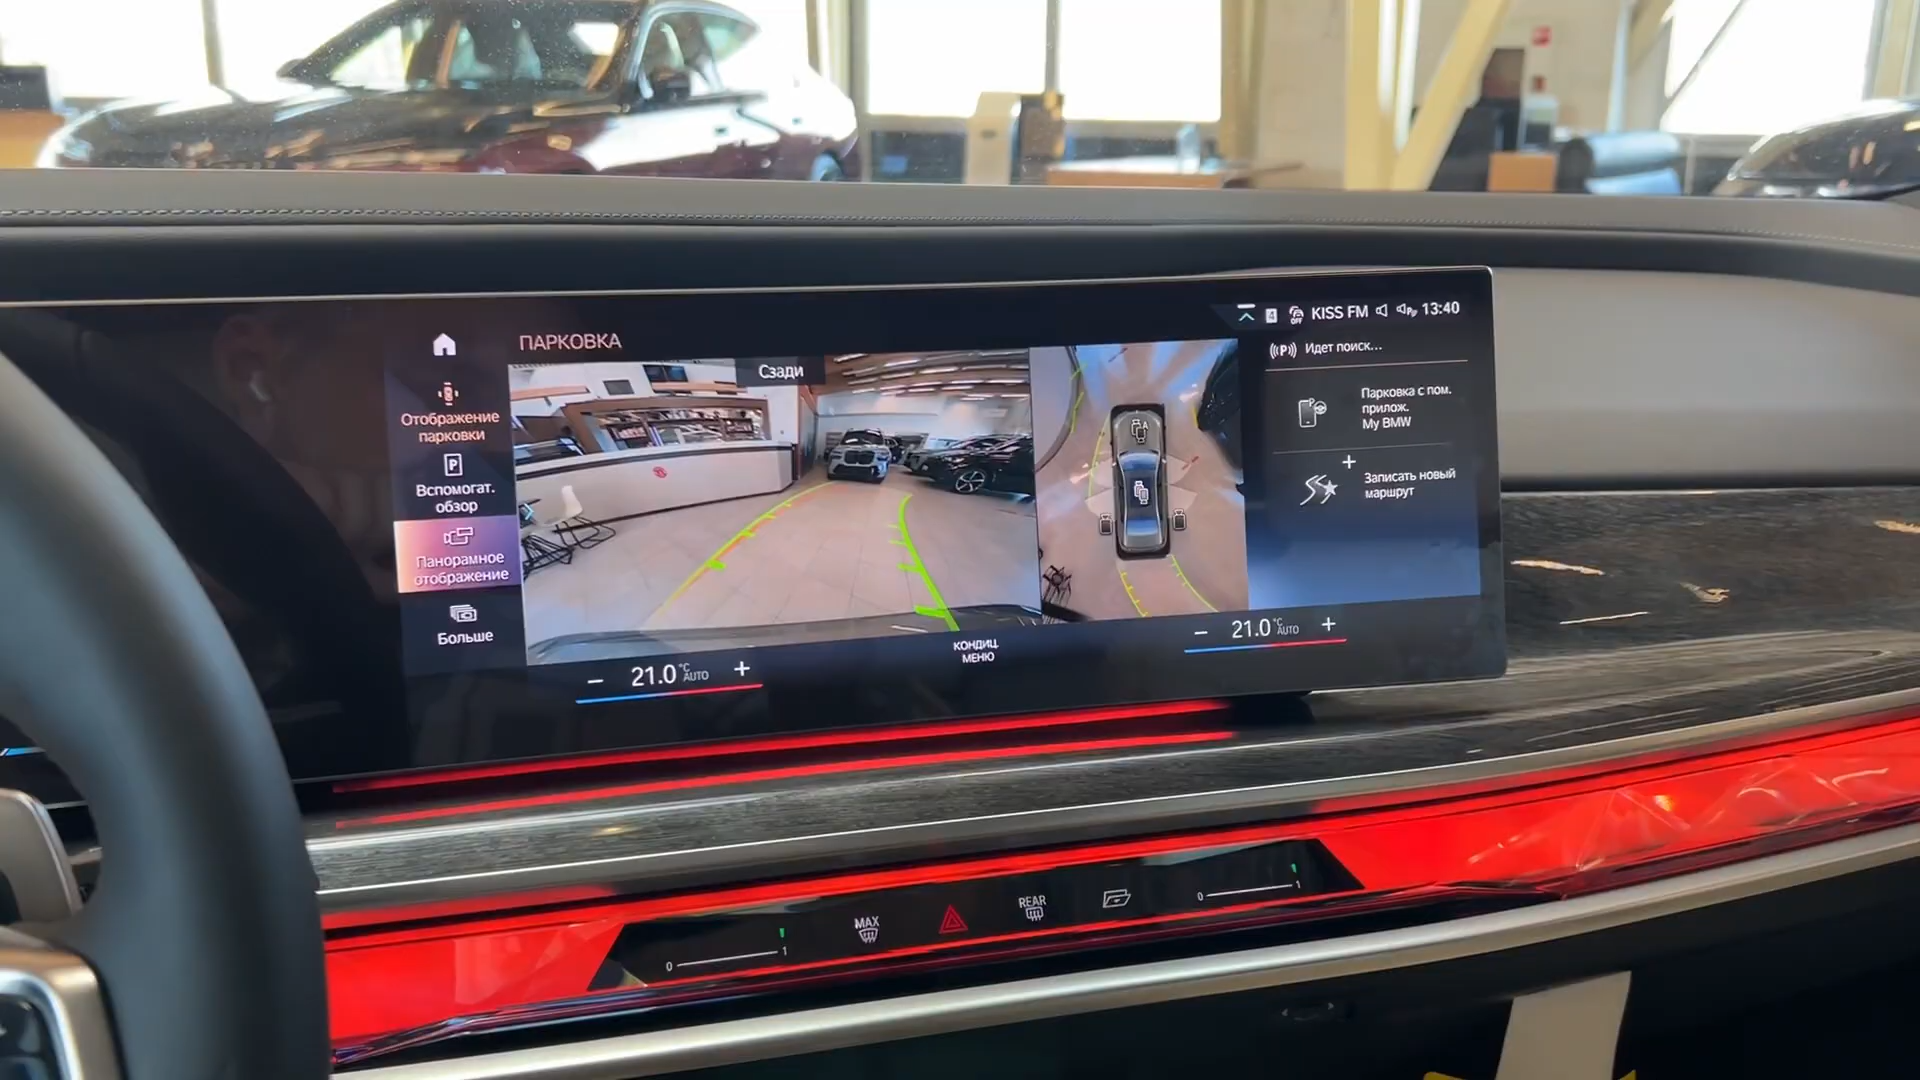 KISS FM 13:40
ПАРКОВКА
Сзади
Отображение
парковки
P
Вспомогат.
обзор
Панорамное
отображение
Больше
A
((P)) Идет поиск...
P
Парковка с пом.
прилож.
My BMW
+
Записать новый
маршрут
− 21.0 °C AUTO +
КОНДИЦ.
МЕНЮ
− 21.0 °C AUTO +
0 1
MAX
REAR
0 1